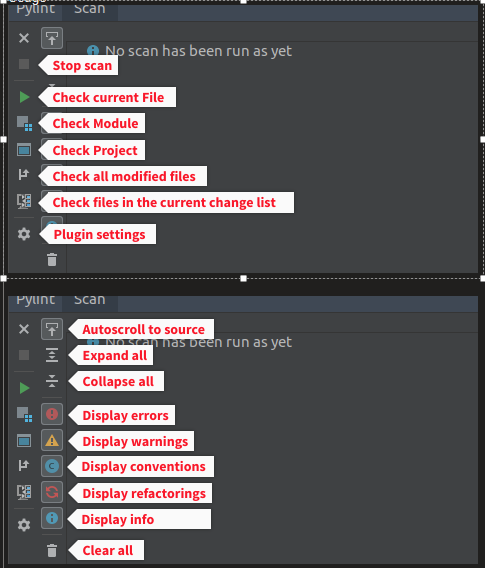 Pylint Scan
No scan has been run as yet
Stop scan
Check current File
Check Module
Check Project
Check all modified files
Check files in the current change list
Plugin settings
Pylint Scan
Autoscroll to source
No scan has been run as yet
Expand all
Collapse all
Display errors
Display warnings
C Display conventions
Display refactorings
Display info
Clear all